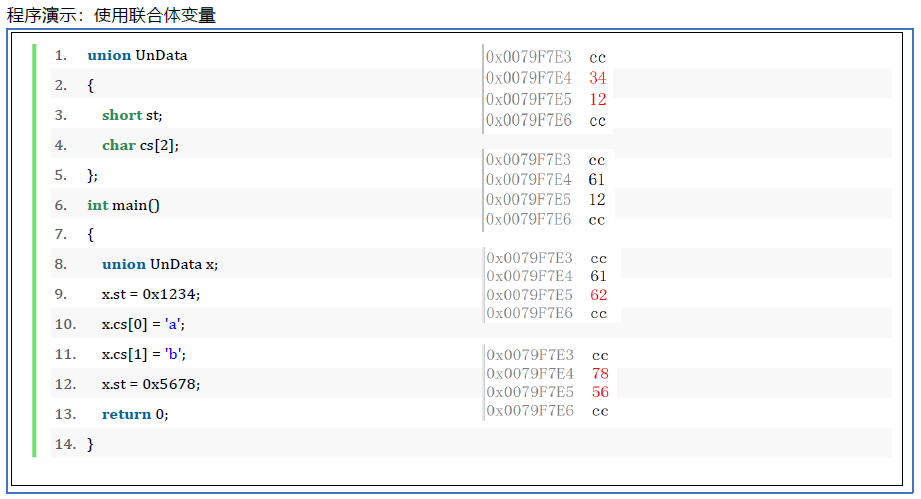 程序演示：使用联合体变量
1. union UnData
2. {
3. short st;
4. char cs[2];
5. };
6. int main()
7. {
8. union UnData x;
9. x.st = 0x1234;
10. x.cs[0] = 'a';
11. x.cs[1] = 'b';
12. x.st = 0x5678;
13. return 0;
14. }
0x0079F7E3 cc
0x0079F7E4 34
0x0079F7E5 12
0x0079F7E6 cc
0x0079F7E3 cc
0x0079F7E4 61
0x0079F7E5 12
0x0079F7E6 cc
0x0079F7E3 cc
0x0079F7E4 61
0x0079F7E5 62
0x0079F7E6 cc
0x0079F7E3 cc
0x0079F7E4 78
0x0079F7E5 56
0x0079F7E6 cc